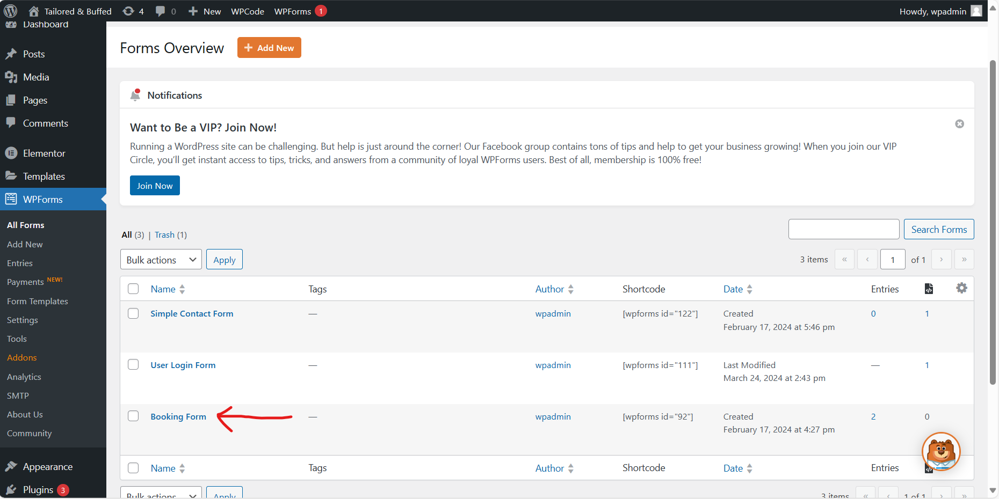 Tailored & Buffed 4 0 New WPCode WPForms 1 Howdy, wpadmin
Dashboard
Posts
Media
Pages
Comments
Elementor
Templates
WPForms
All Forms
Add New
Entries
Payments NEW!
Form Templates
Settings
Tools
Addons
Analytics
SMTP
About Us
Community
Appearance
Plugins 3
Forms Overview
Add New
Notifications
Want to Be a VIP? Join Now!
Running a WordPress site can be challenging. But help is just around the corner! Our Facebook group contains tons of tips and help to get your business growing! When you join our VIP
Circle, you’ll get instant access to tips, tricks, and answers from a community of loyal WPForms users. Best of all, membership is 100% free!
Join Now
All (3) | Trash (1)
Search Forms
Bulk actions Apply
3 items « ‹ 1 of 1 › »
Name Tags Author Shortcode Date Entries
Simple Contact Form — wpadmin [wpforms id="122"] Created 0 1
February 17, 2024 at 5:46 pm
User Login Form — wpadmin [wpforms id="111"] Last Modified — 1
March 24, 2024 at 2:43 pm
Booking Form — wpadmin [wpforms id="92"] Created 2 0
February 17, 2024 at 4:27 pm
Name Tags Author Shortcode Date Entries
Bulk actions Apply
3 items « ‹ 1 of 1 › »